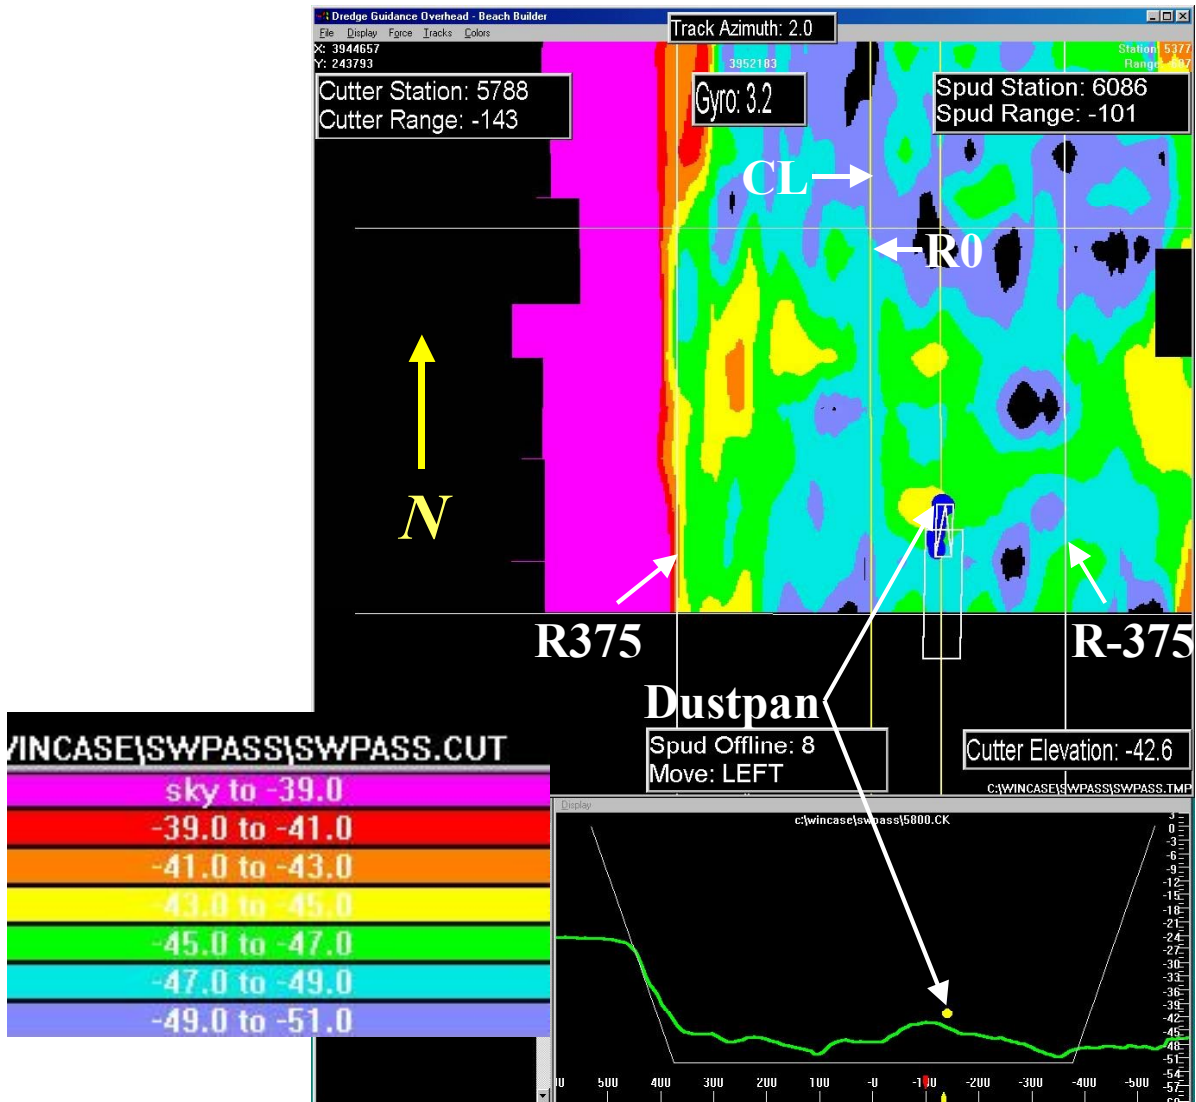 Dredge Guidance Overhead - Beach Builder
File Display Force Tracks Colors
Track Azimuth: 2.0
X: 3944657
Y: 243793
Station: 5377
3952183
Cutter Station: 5788
Cutter Range: -143
Gyro: 3.2
Spud Station: 6086
Spud Range: -101
CL
R0
N
R375
R-375
Dustpan
Spud Offline: 8
Move: LEFT
Cutter Elevation: -42.6
C:\WINCASE\SWPASS\SWPASS.TMP
VINCASE\SWPASS\SWPASS.CUT
sky to -39.0
-39.0 to -41.0
-41.0 to -43.0
-43.0 to -45.0
-45.0 to -47.0
-47.0 to -49.0
-49.0 to -51.0
Display
c:\wincase\swpass\5800.CK
3
0
-3
-6
-9
-12
-15
-18
-21
-24
-27
-30
-33
-36
-39
-42
-45
-48
-51
-54
-57
500 400 300 200 100 -0 -100 -200 -300 -400 -500